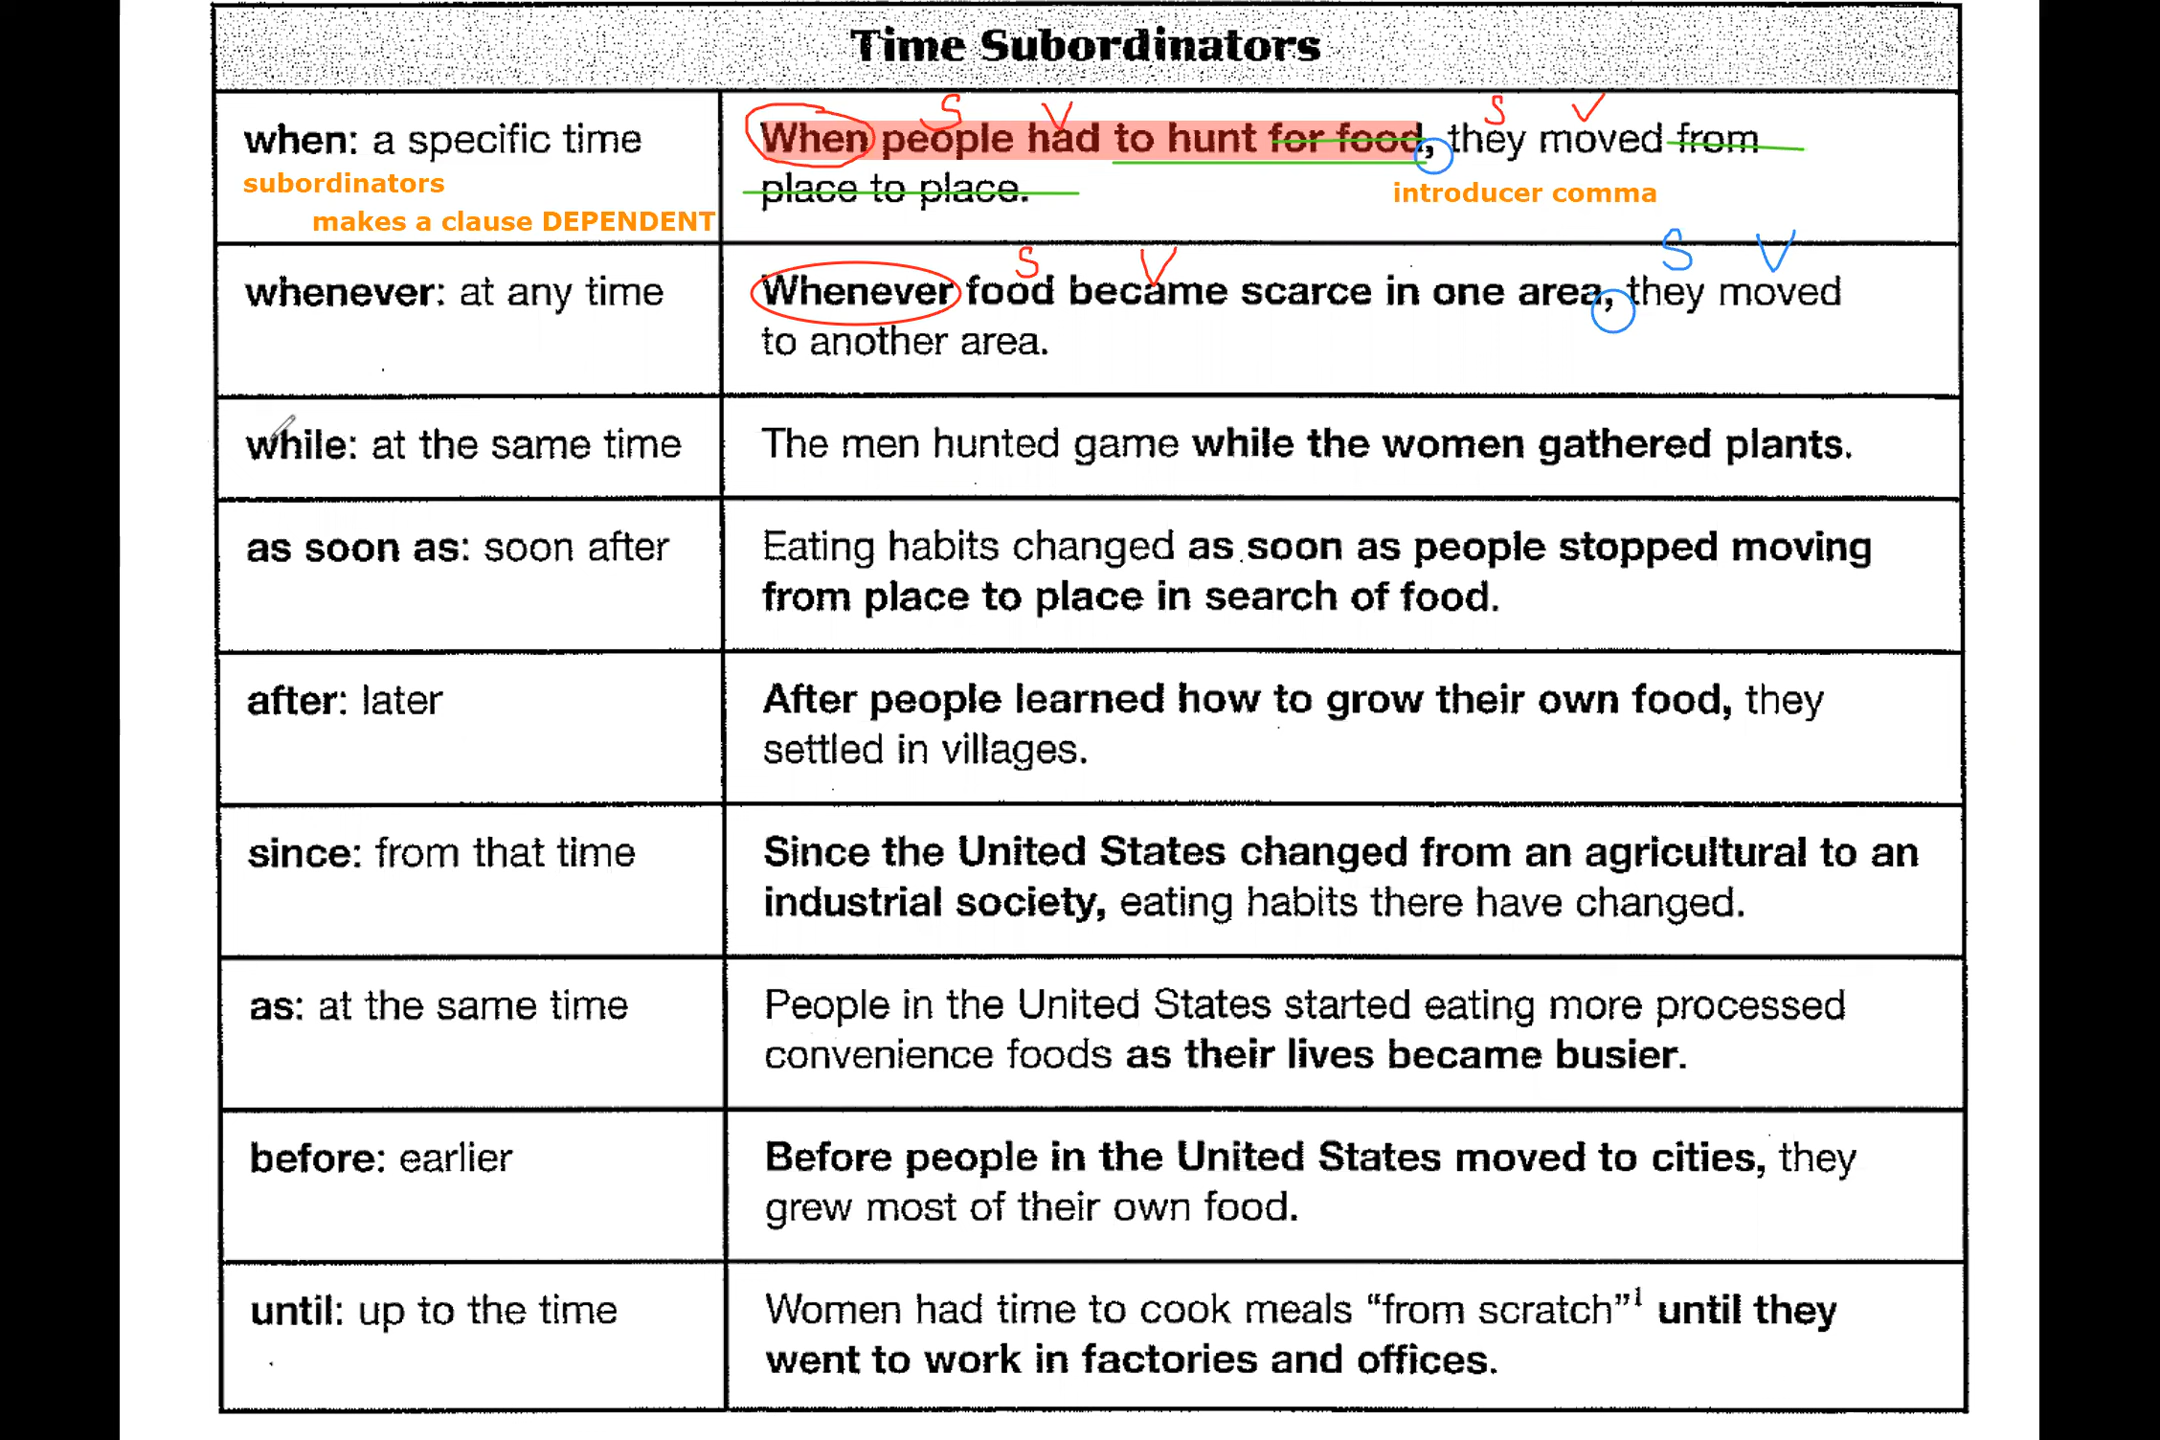 Time Subordinators
S V S V
when: a specific time
When people had to hunt for food, they moved from
subordinators
place to place.
introducer comma
makes a clause DEPENDENT
S V S V
whenever: at any time
Whenever food became scarce in one area, they moved
to another area.
while: at the same time
The men hunted game while the women gathered plants.
as soon as: soon after
Eating habits changed as soon as people stopped moving
from place to place in search of food.
after: later
After people learned how to grow their own food, they
settled in villages.
since: from that time
Since the United States changed from an agricultural to an
industrial society, eating habits there have changed.
as: at the same time
People in the United States started eating more processed
convenience foods as their lives became busier.
before: earlier
Before people in the United States moved to cities, they
grew most of their own food.
until: up to the time
Women had time to cook meals “from scratch”¹ until they
went to work in factories and offices.